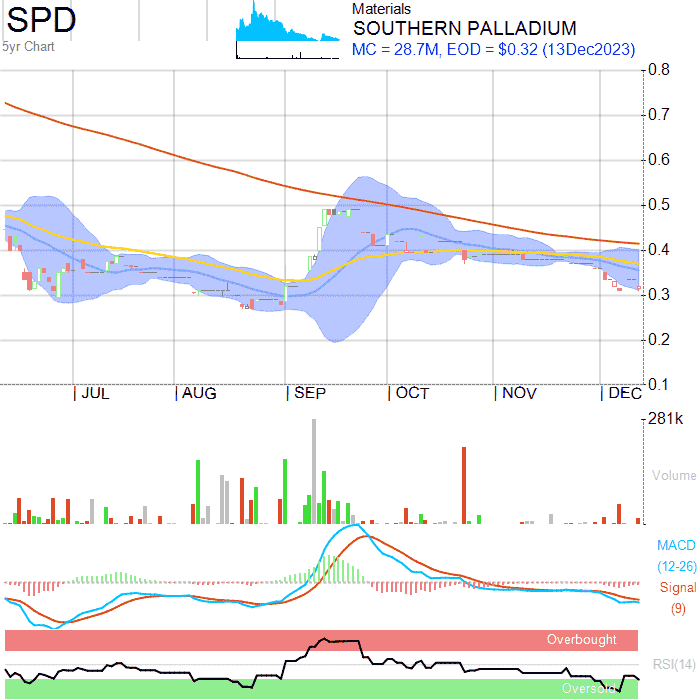 SPD
5yr Chart
Materials
SOUTHERN PALLADIUM
MC = 28.7M, EOD = $0.32 (13Dec2023)
0.8
0.7
0.6
0.5
0.4
0.3
0.2
0.1
JUL AUG SEP OCT NOV DEC
281k
Volume
MACD
(12-26)
Signal
(9)
Overbought
RSI(14)
Oversold